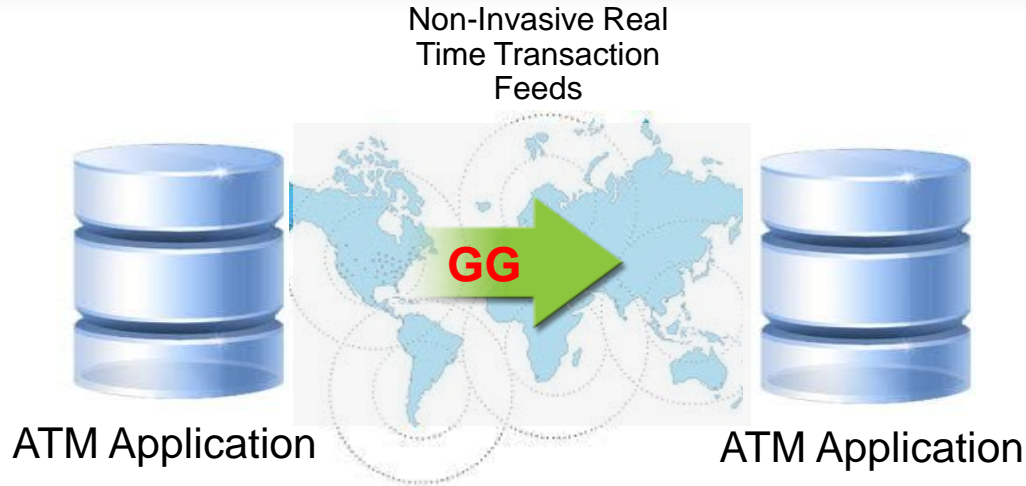 Non-Invasive Real
Time Transaction
Feeds
GG
ATM Application
ATM Application